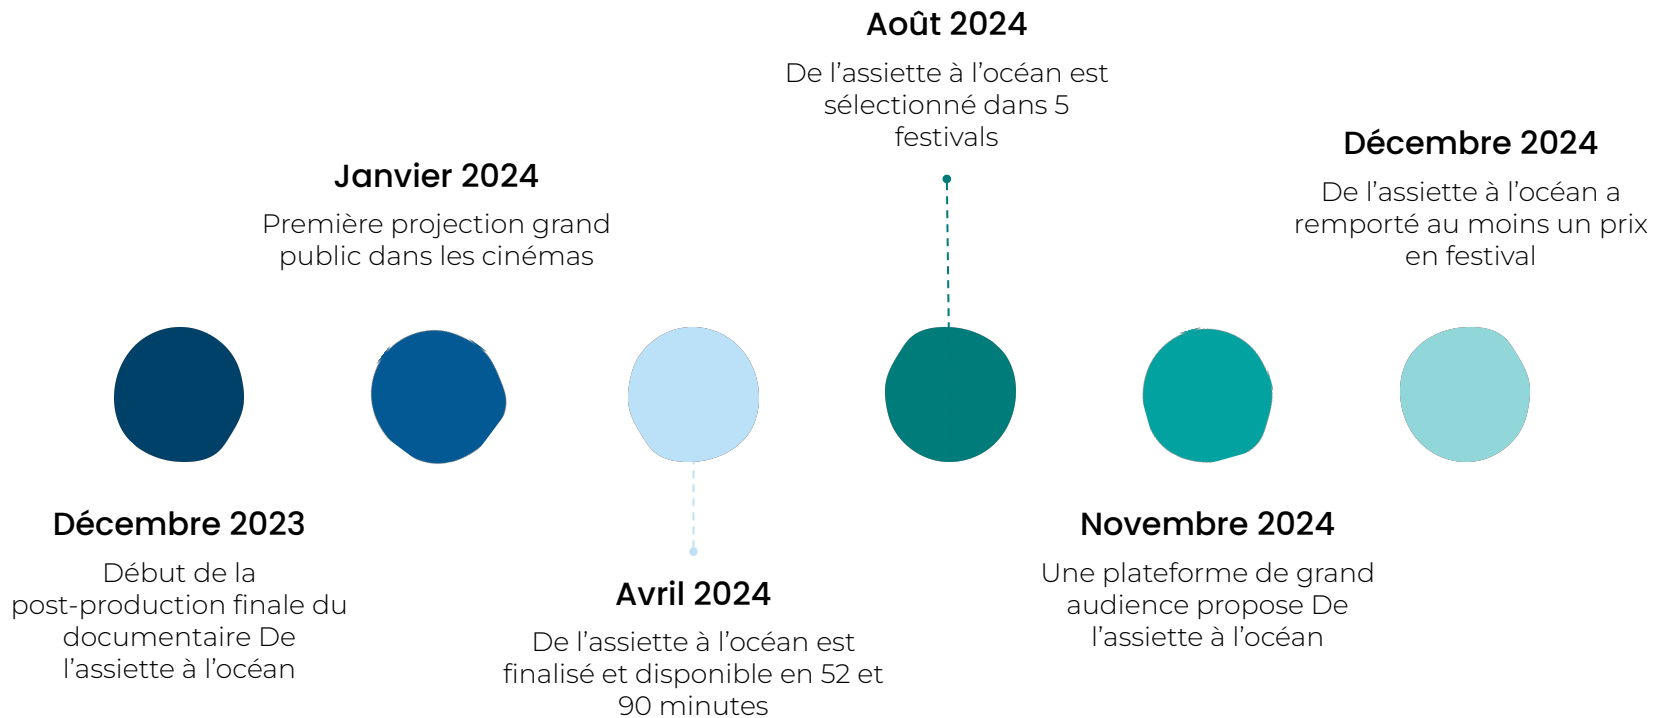 Décembre 2023
Début de la
post-production finale du
documentaire De
l’assiette à l’océan
Janvier 2024
Première projection grand
public dans les cinémas
Avril 2024
De l’assiette à l’océan est
finalisé et disponible en 52 et
90 minutes
Août 2024
De l’assiette à l’océan est
sélectionné dans 5
festivals
Novembre 2024
Une plateforme de grand
audience propose De
l’assiette à l’océan
Décembre 2024
De l’assiette à l’océan a
remporté au moins un prix
en festival